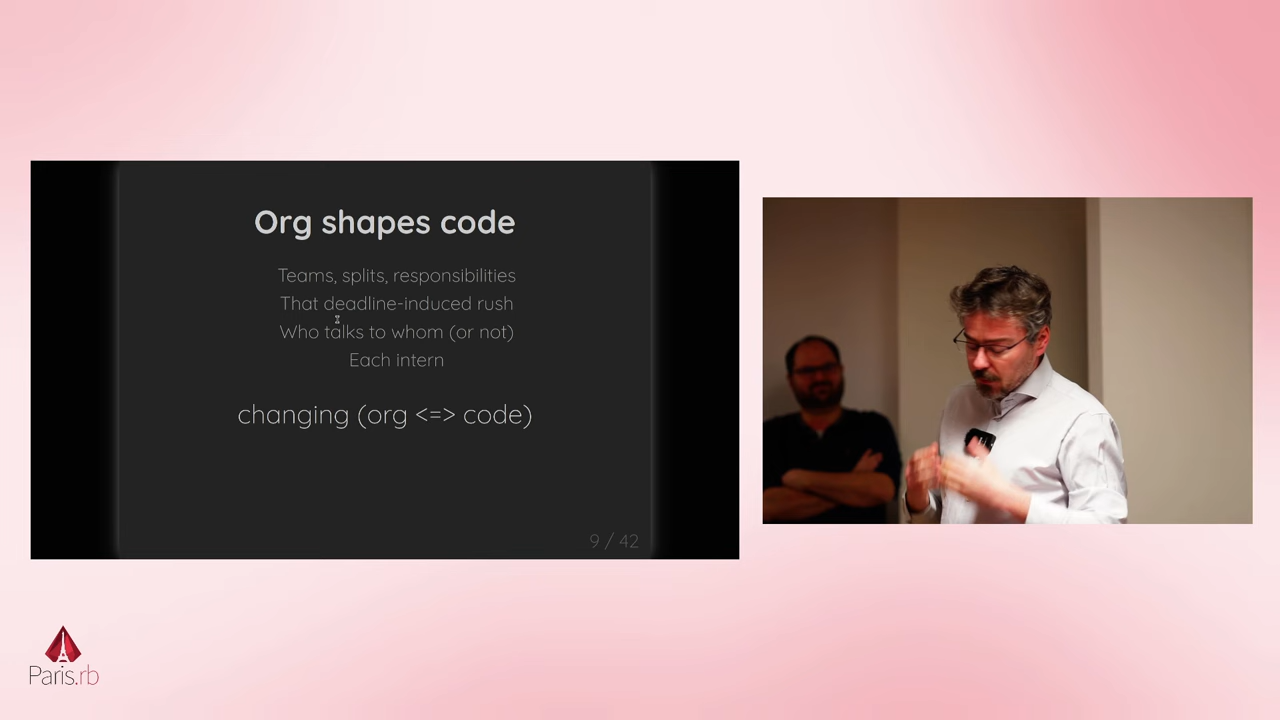 Org shapes code
Teams, splits, responsibilities
That deadline-induced rush
Who talks to whom (or not)
Each intern
changing (org <=> code)
9 / 42
Paris.rb